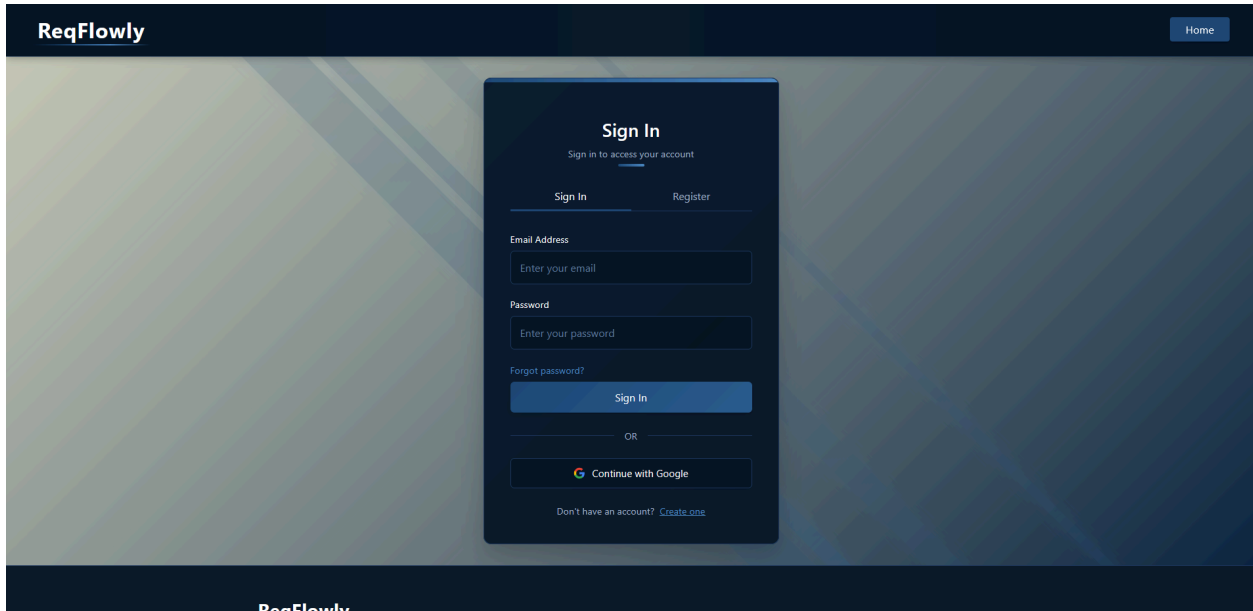 ReqFlowly
Home
Sign In
Sign in to access your account
Sign In
Register
Email Address
Enter your email
Password
Enter your password
Forgot password?
Sign In
OR
Continue with Google
Don't have an account? Create one
ReqFlowly